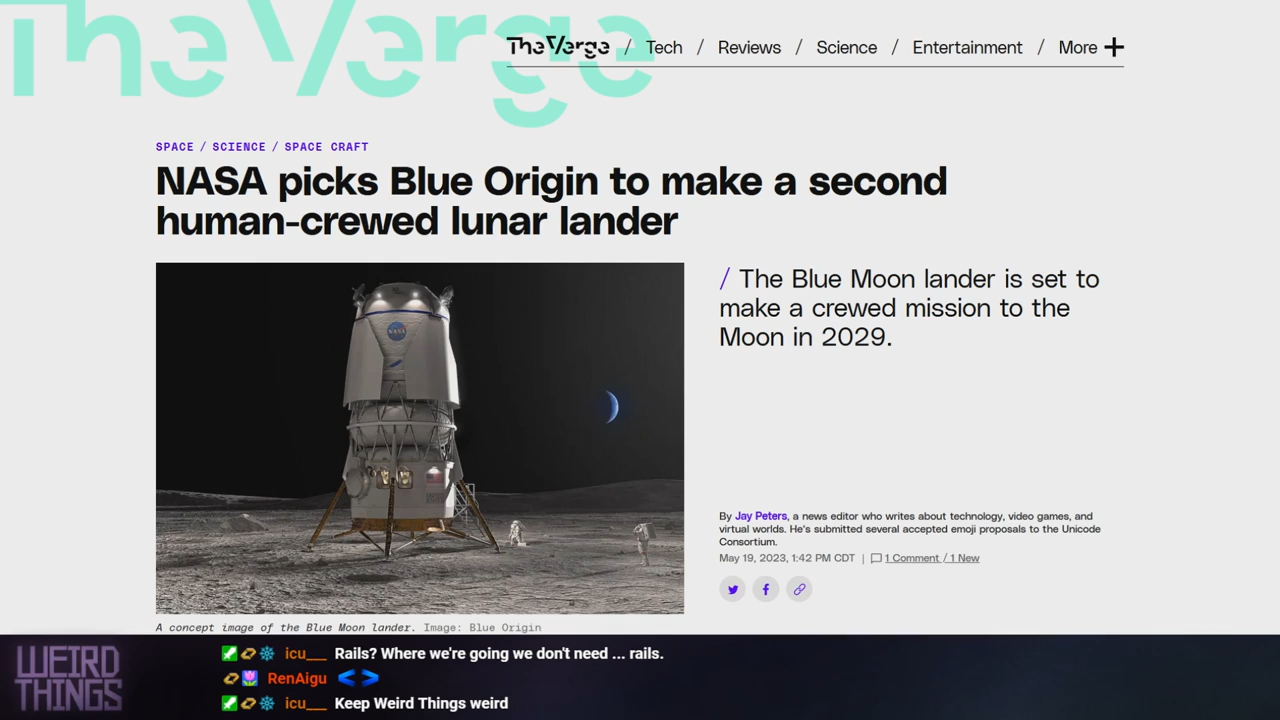 The Verge
The Verge / Tech / Reviews / Science / Entertainment / More +
SPACE / SCIENCE / SPACE CRAFT
NASA picks Blue Origin to make a second
human-crewed lunar lander
NASA
/ The Blue Moon lander is set to
make a crewed mission to the
Moon in 2029.
By Jay Peters, a news editor who writes about technology, video games, and
virtual worlds. He's submitted several accepted emoji proposals to the Unicode
Consortium.
May 19, 2023, 1:42 PM CDT | 1 Comment / 1 New
A concept image of the Blue Moon lander. Image: Blue Origin
WEIRD
THINGS
icu__ Rails? Where we're going we don't need ... rails.
RenAigu
icu__ Keep Weird Things weird